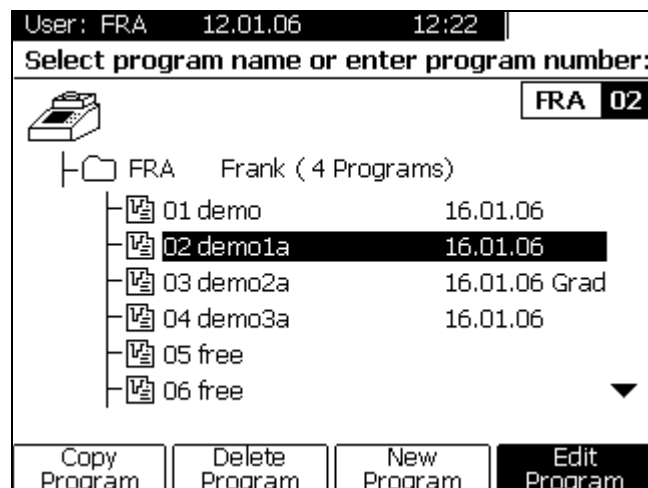 User: FRA 12.01.06 12:22
Select program name or enter program number:
FRA 02
FRA Frank ( 4 Programs)
01 demo 16.01.06
02 demo1a 16.01.06
03 demo2a 16.01.06 Grad
04 demo3a 16.01.06
05 free
06 free
Copy Program
Delete Program
New Program
Edit Program